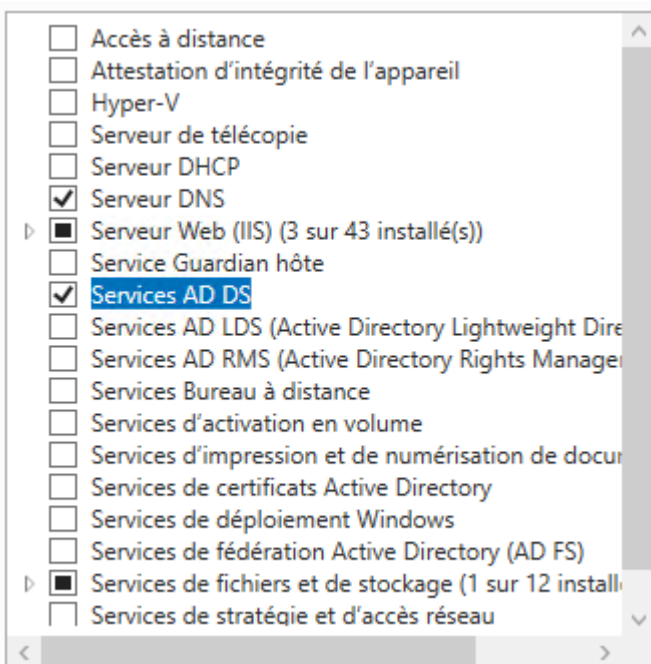 Accès à distance
Attestation d’intégrité de l’appareil
Hyper-V
Serveur de télécopie
Serveur DHCP
Serveur DNS
Serveur Web (IIS) (3 sur 43 installé(s))
Service Guardian hôte
Services AD DS
Services AD LDS (Active Directory Lightweight Dire
Services AD RMS (Active Directory Rights Manager
Services Bureau à distance
Services d’activation en volume
Services d’impression et de numérisation de docur
Services de certificats Active Directory
Services de déploiement Windows
Services de fédération Active Directory (AD FS)
Services de fichiers et de stockage (1 sur 12 install
Services de stratégie et d’accès réseau